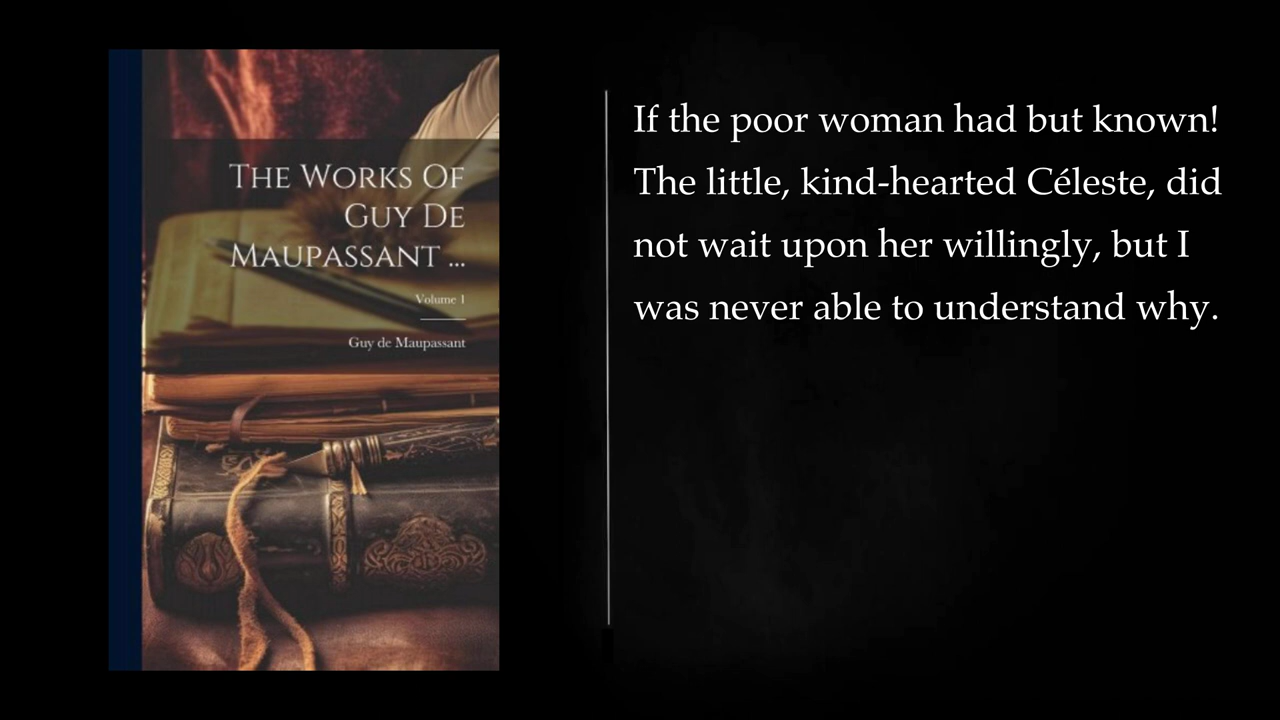 The Works Of
Guy De
Maupassant ...
Volume 1
Guy de Maupassant
If the poor woman had but known!
The little, kind-hearted Céleste, did
not wait upon her willingly, but I
was never able to understand why.